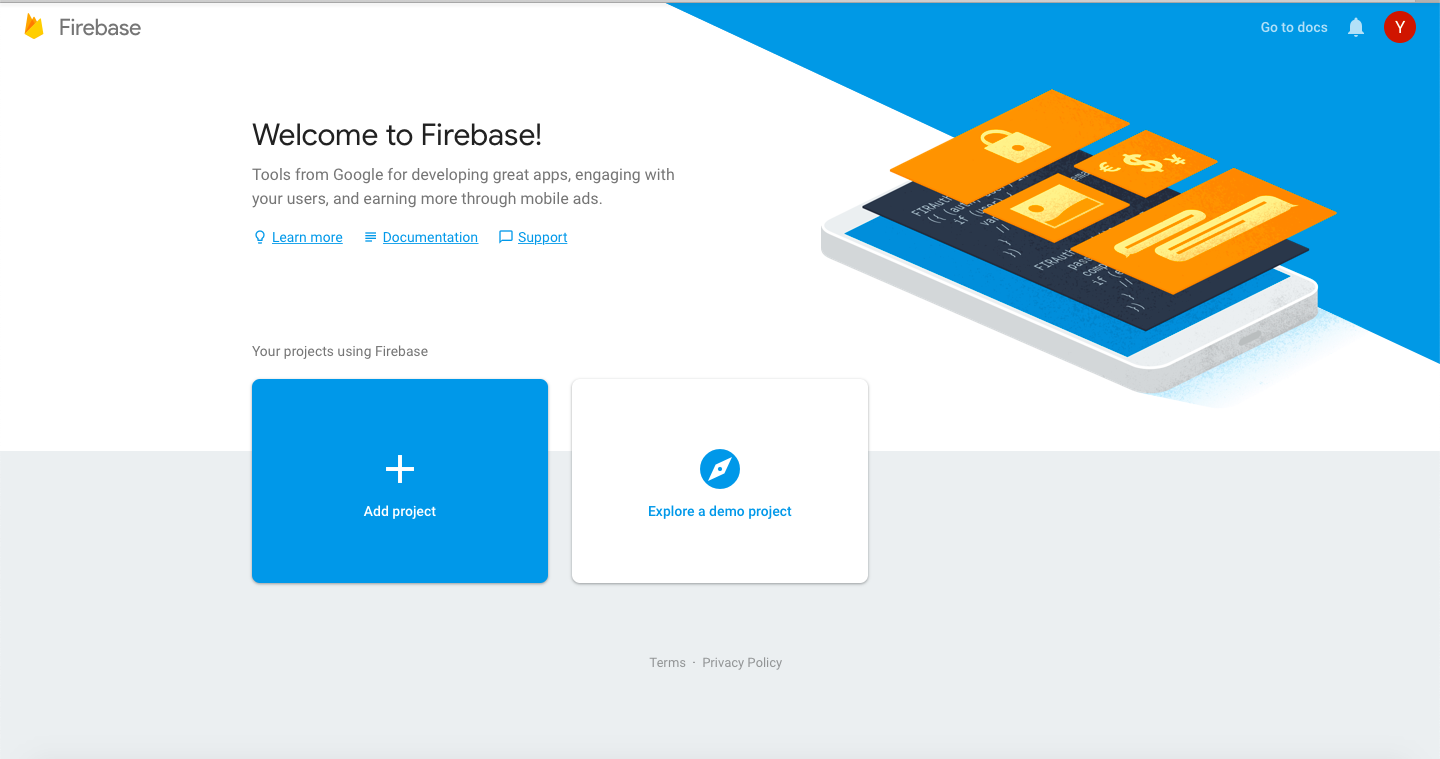 Firebase
Go to docs
Y
Welcome to Firebase!
Tools from Google for developing great apps, engaging with
your users, and earning more through mobile ads.
Learn more
Documentation
Support
Your projects using Firebase
Add project
Explore a demo project
Terms · Privacy Policy